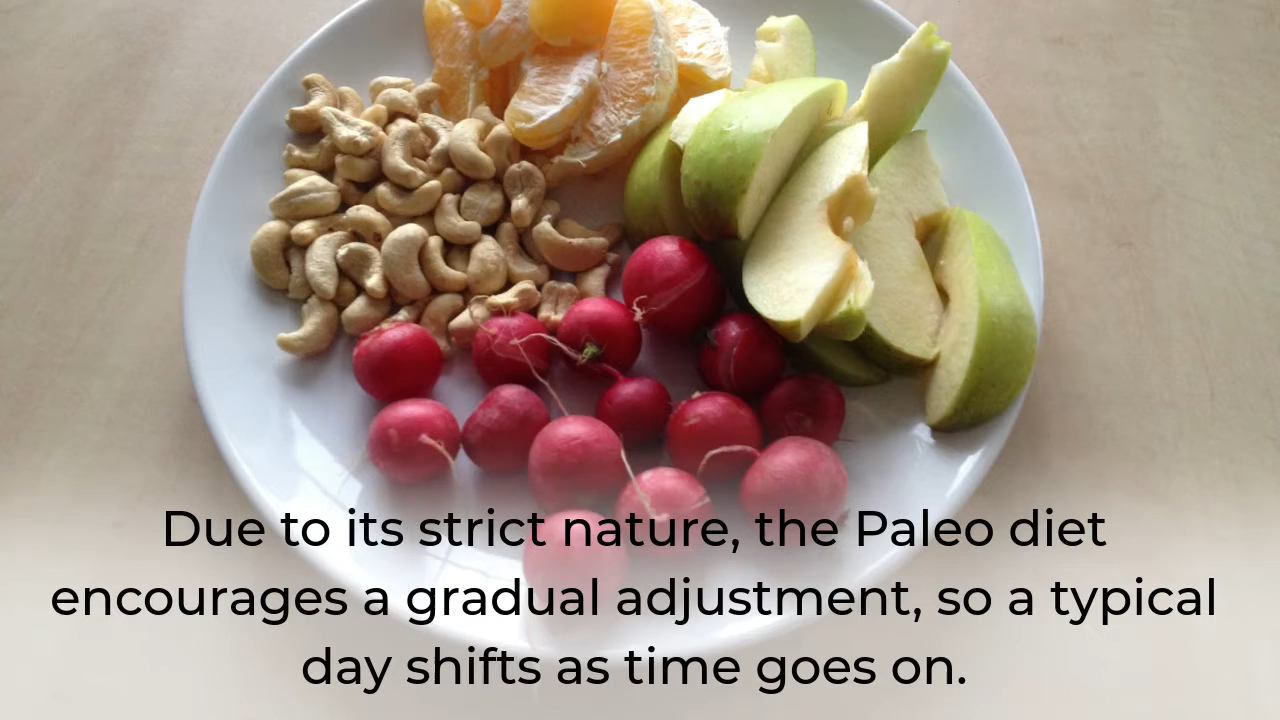 Due to its strict nature, the Paleo diet
encourages a gradual adjustment, so a typical
day shifts as time goes on.